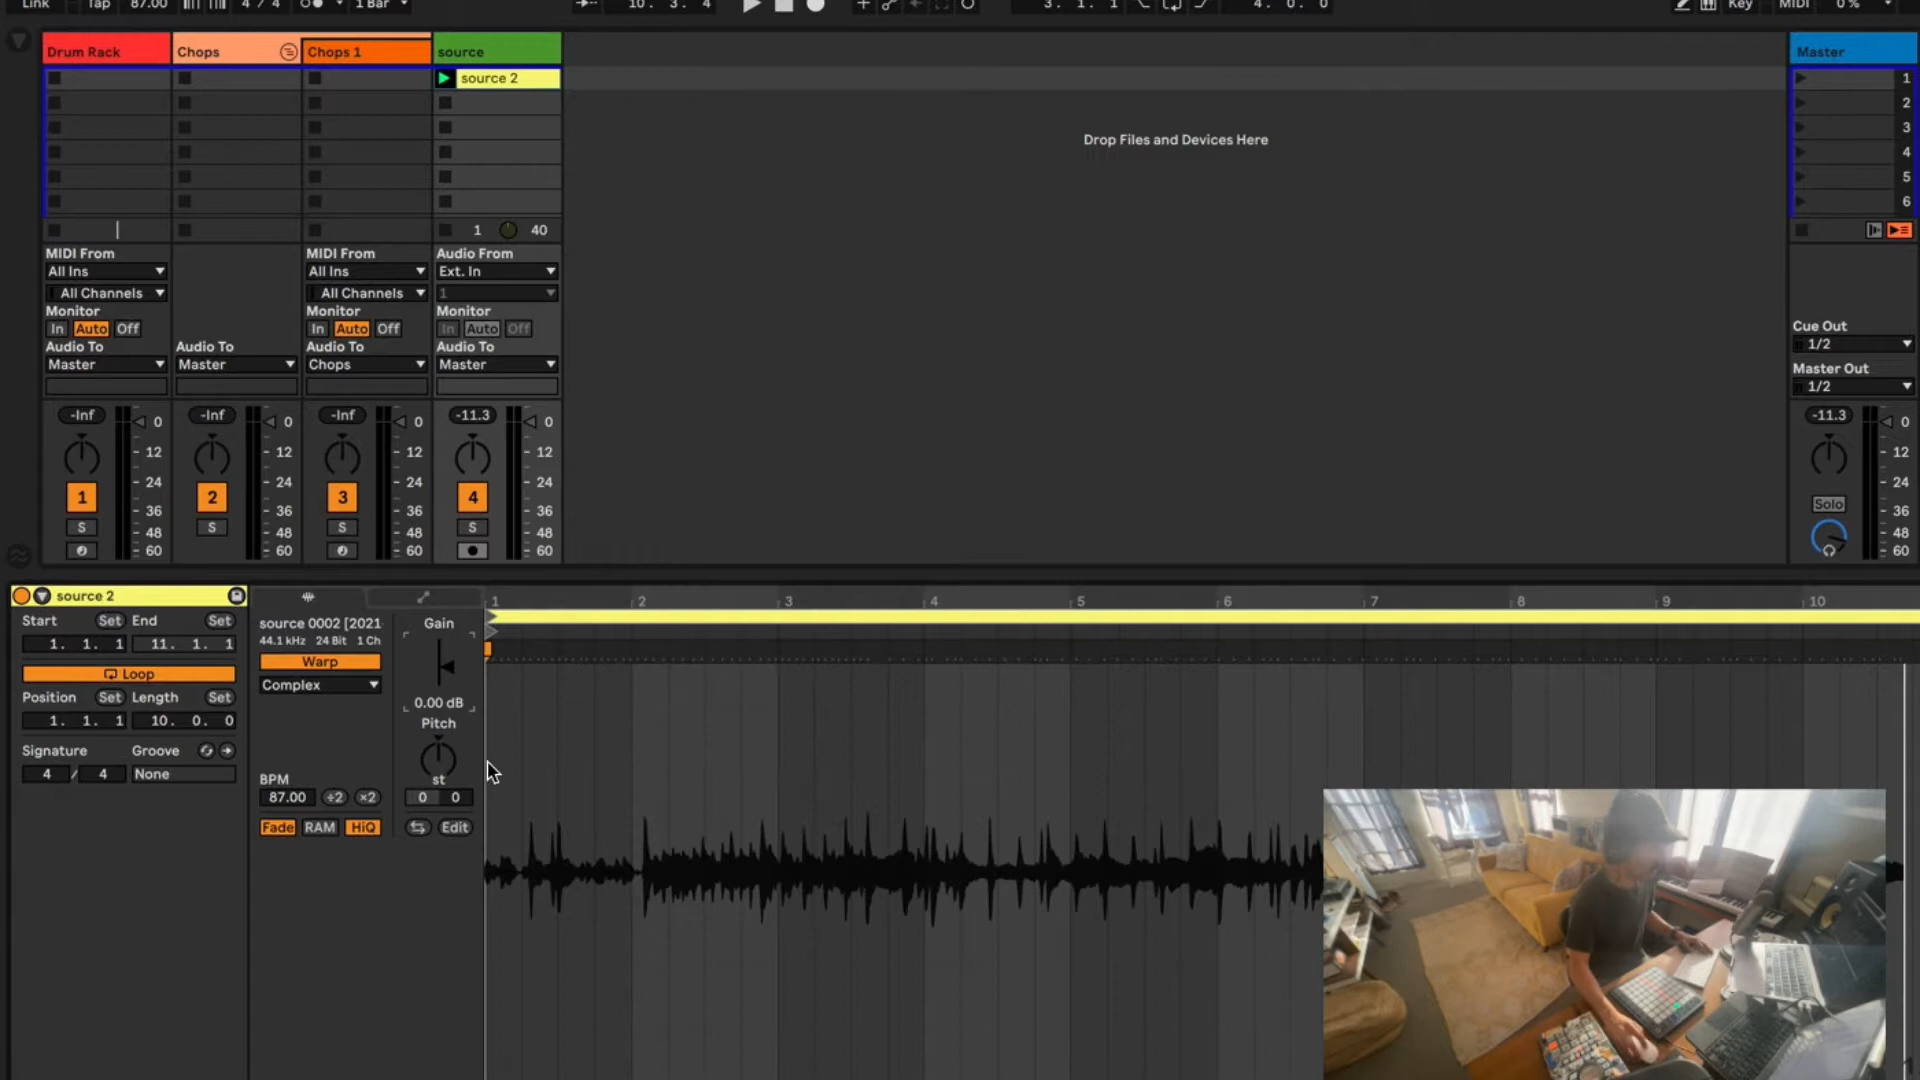 Link Tap 87.00 4 / 4 1 Bar 10. 3. 4 3. 1. 1 4. 0. 0 Key MIDI 0 %
Drum Rack Chops Chops 1 source Master
source 2 1
2
3
4
5
6
1 40
MIDI From MIDI From Audio From
All Ins All Ins Ext. In
All Channels All Channels 1
Monitor Monitor Monitor
In Auto Off In Auto Off In Auto Off
Audio To Audio To Audio To Audio To
Master Master Chops Master
Drop Files and Devices Here
Cue Out
1/2
Master Out
1/2
-Inf -Inf -Inf -11.3 -11.3
0 0 0 0 0
12 12 12 12 12
24 24 24 24 24
1 2 3 4 Solo
36 36 36 36 36
S S S S
48 48 48 48 48
60 60 60 60 60
source 2
Start Set End Set
1. 1. 1 11. 1. 1
Loop
Position Set Length Set
1. 1. 1 10. 0. 0
Signature Groove
4 / 4 None
source 0002 [2021
44.1 kHz 24 Bit 1 Ch
Warp
Complex
BPM
87.00 ÷2 ×2
Fade RAM HiQ
Gain
0.00 dB
Pitch
st
0 0
Edit
1 2 3 4 5 6 7 8 9 10